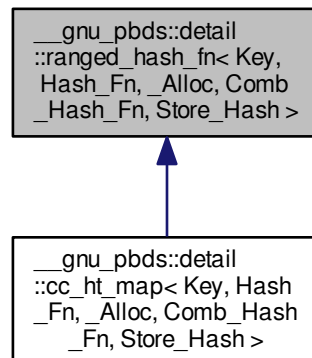 __gnu_pbds::detail
::ranged_hash_fn< Key,
Hash_Fn, _Alloc, Comb
_Hash_Fn, Store_Hash >
__gnu_pbds::detail
::cc_ht_map< Key, Hash
_Fn, _Alloc, Comb_Hash
_Fn, Store_Hash >